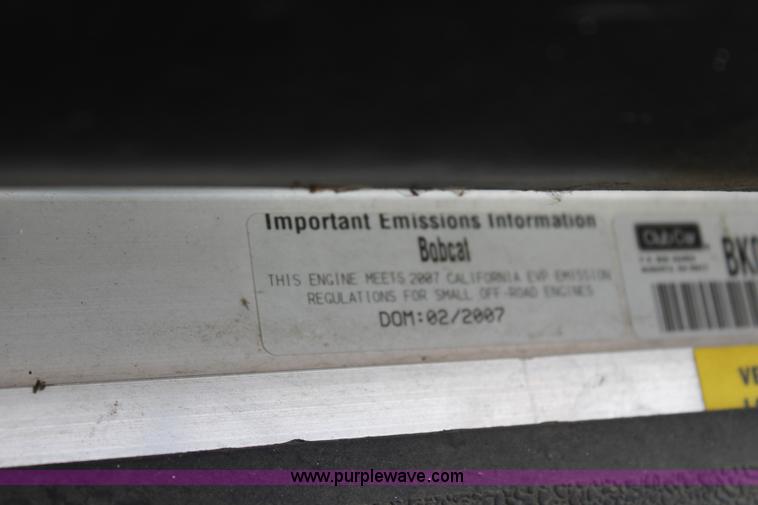 Important Emissions Information
Bobcat
THIS ENGINE MEETS 2007 CALIFORNIA EVP EMISSION
REGULATIONS FOR SMALL OFF-ROAD ENGINES
DOM:02/2007
Club Car
www.purplewave.com